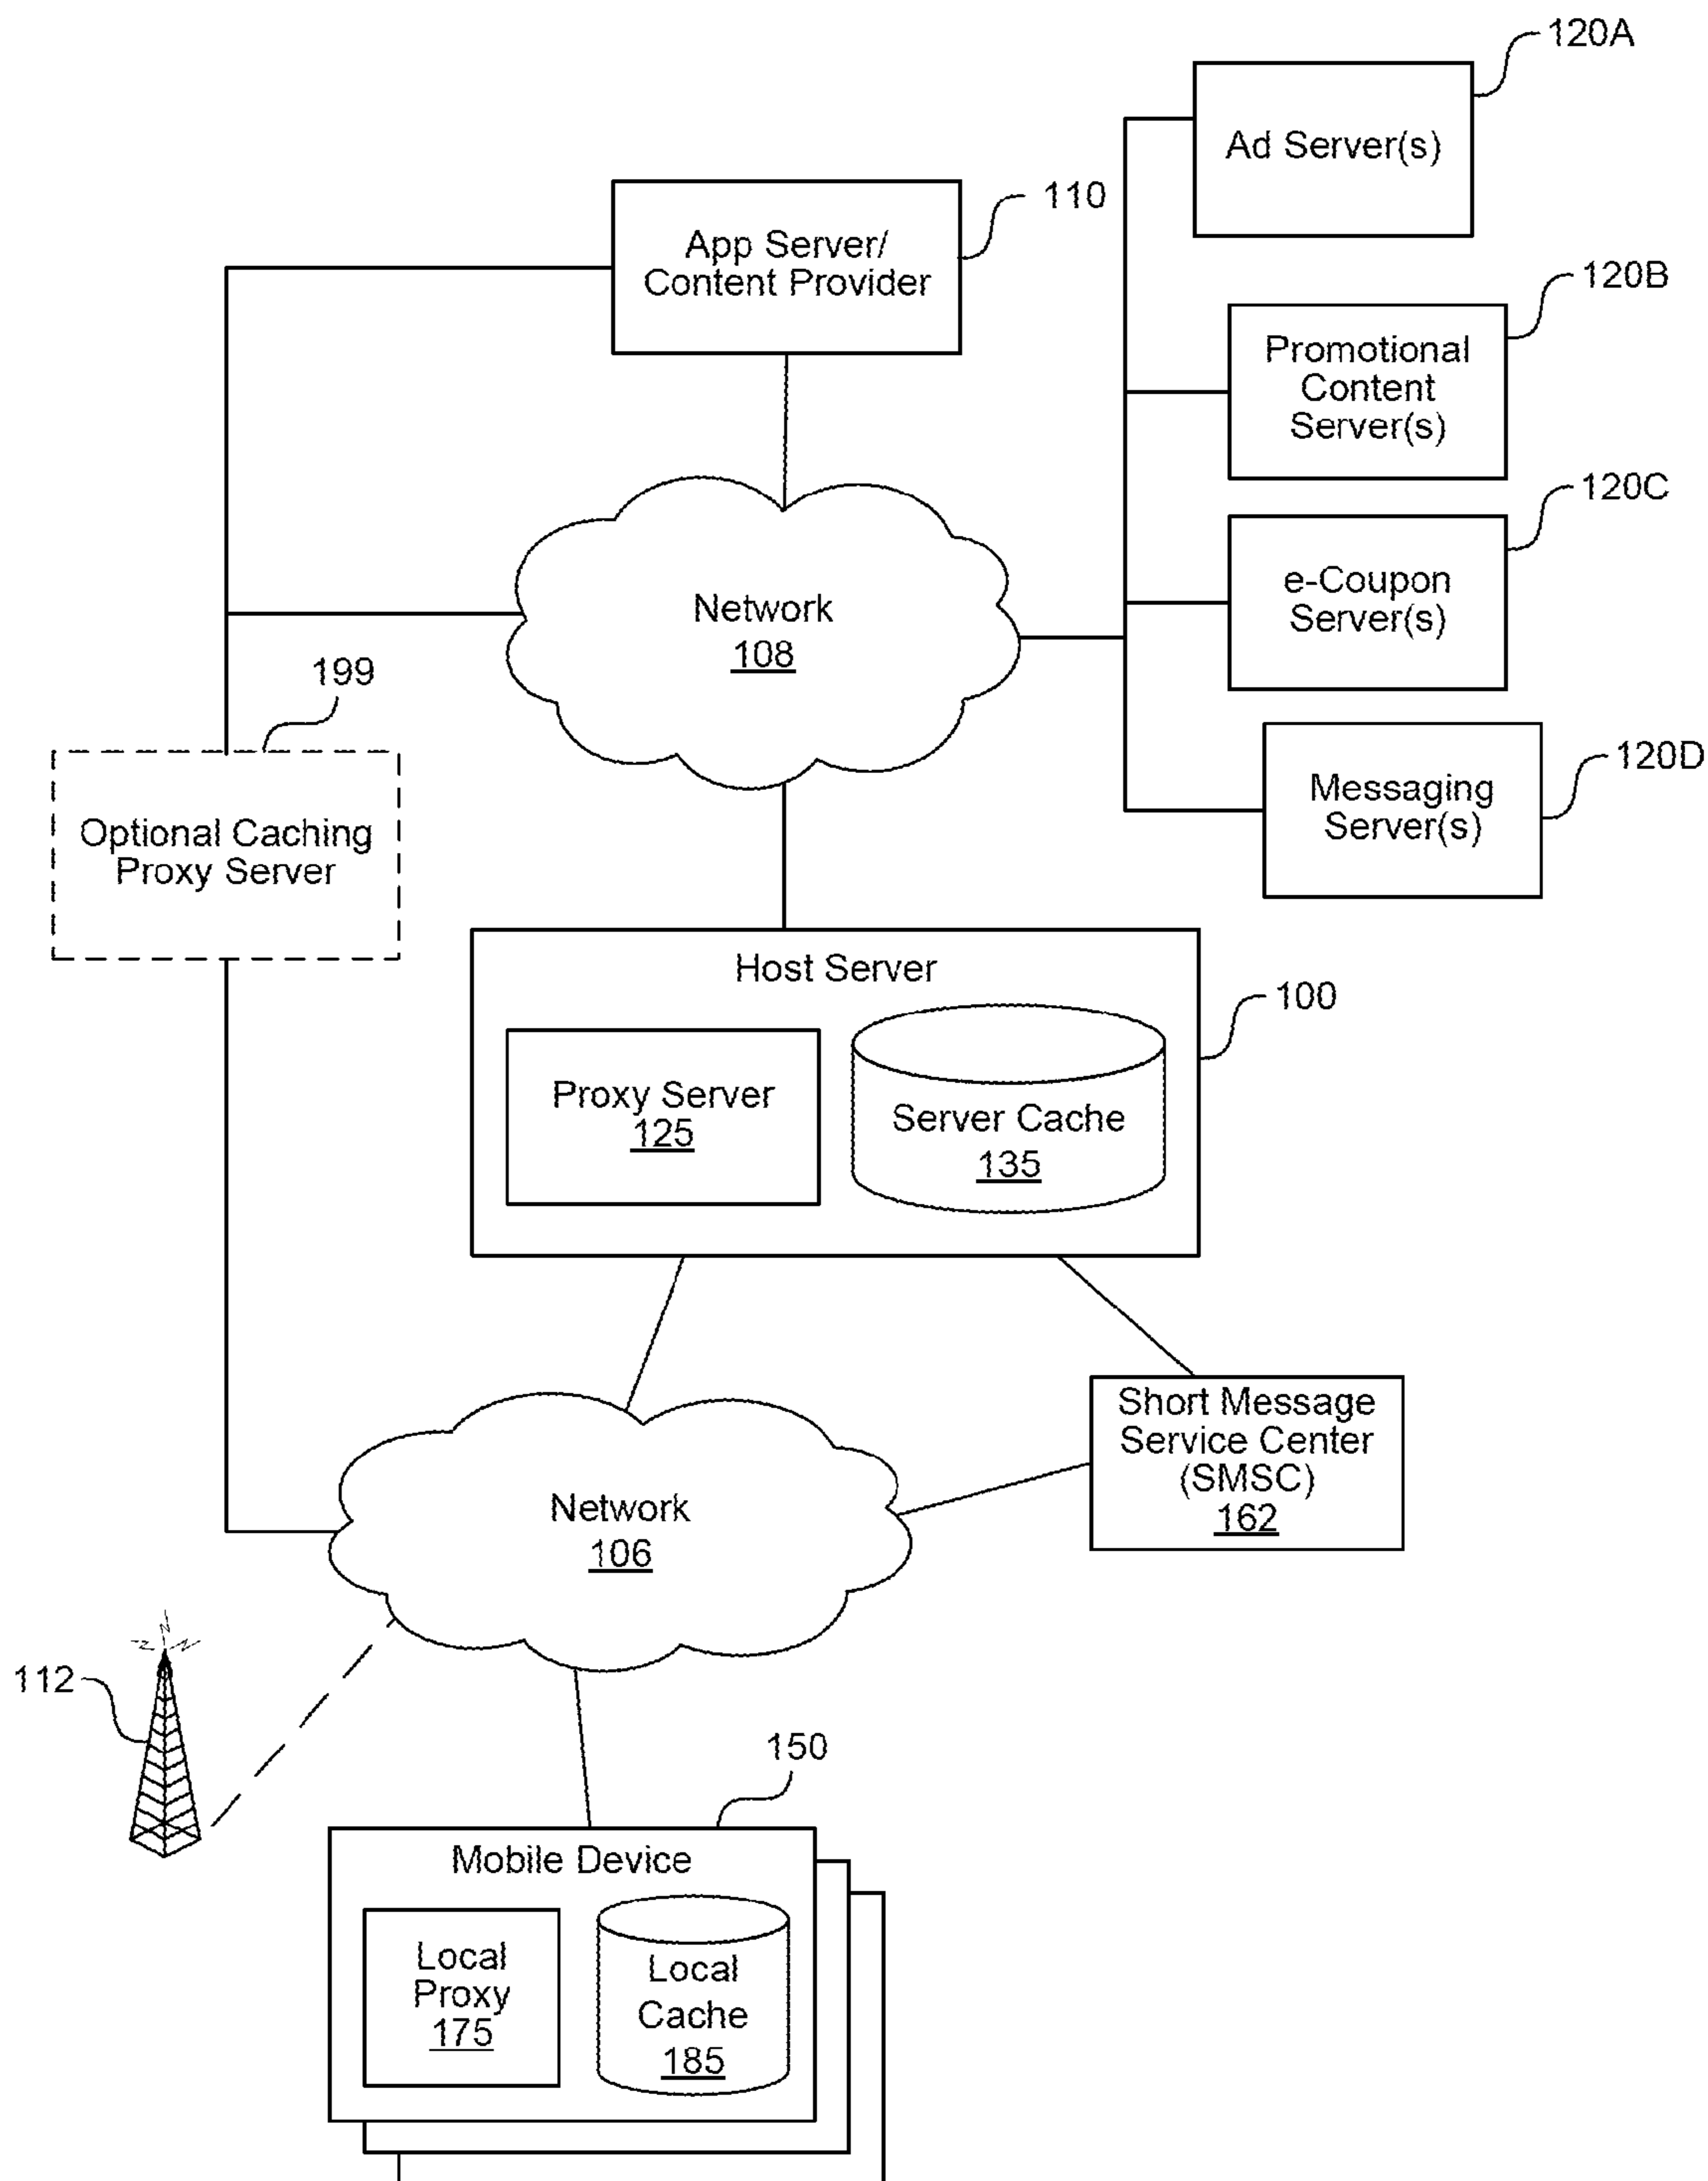 120A
Ad Server(s)
110
App Server/
Content Provider
120B
Promotional
Content
Server(s)
120C
e-Coupon
Server(s)
Network
108
199
120D
Messaging
Server(s)
Optional Caching
Proxy Server
Host Server
100
Proxy Server
125
Server Cache
135
Short Message
Service Center
(SMSC)
162
Network
106
112
150
Mobile Device
Local
Proxy
175
Local
Cache
185